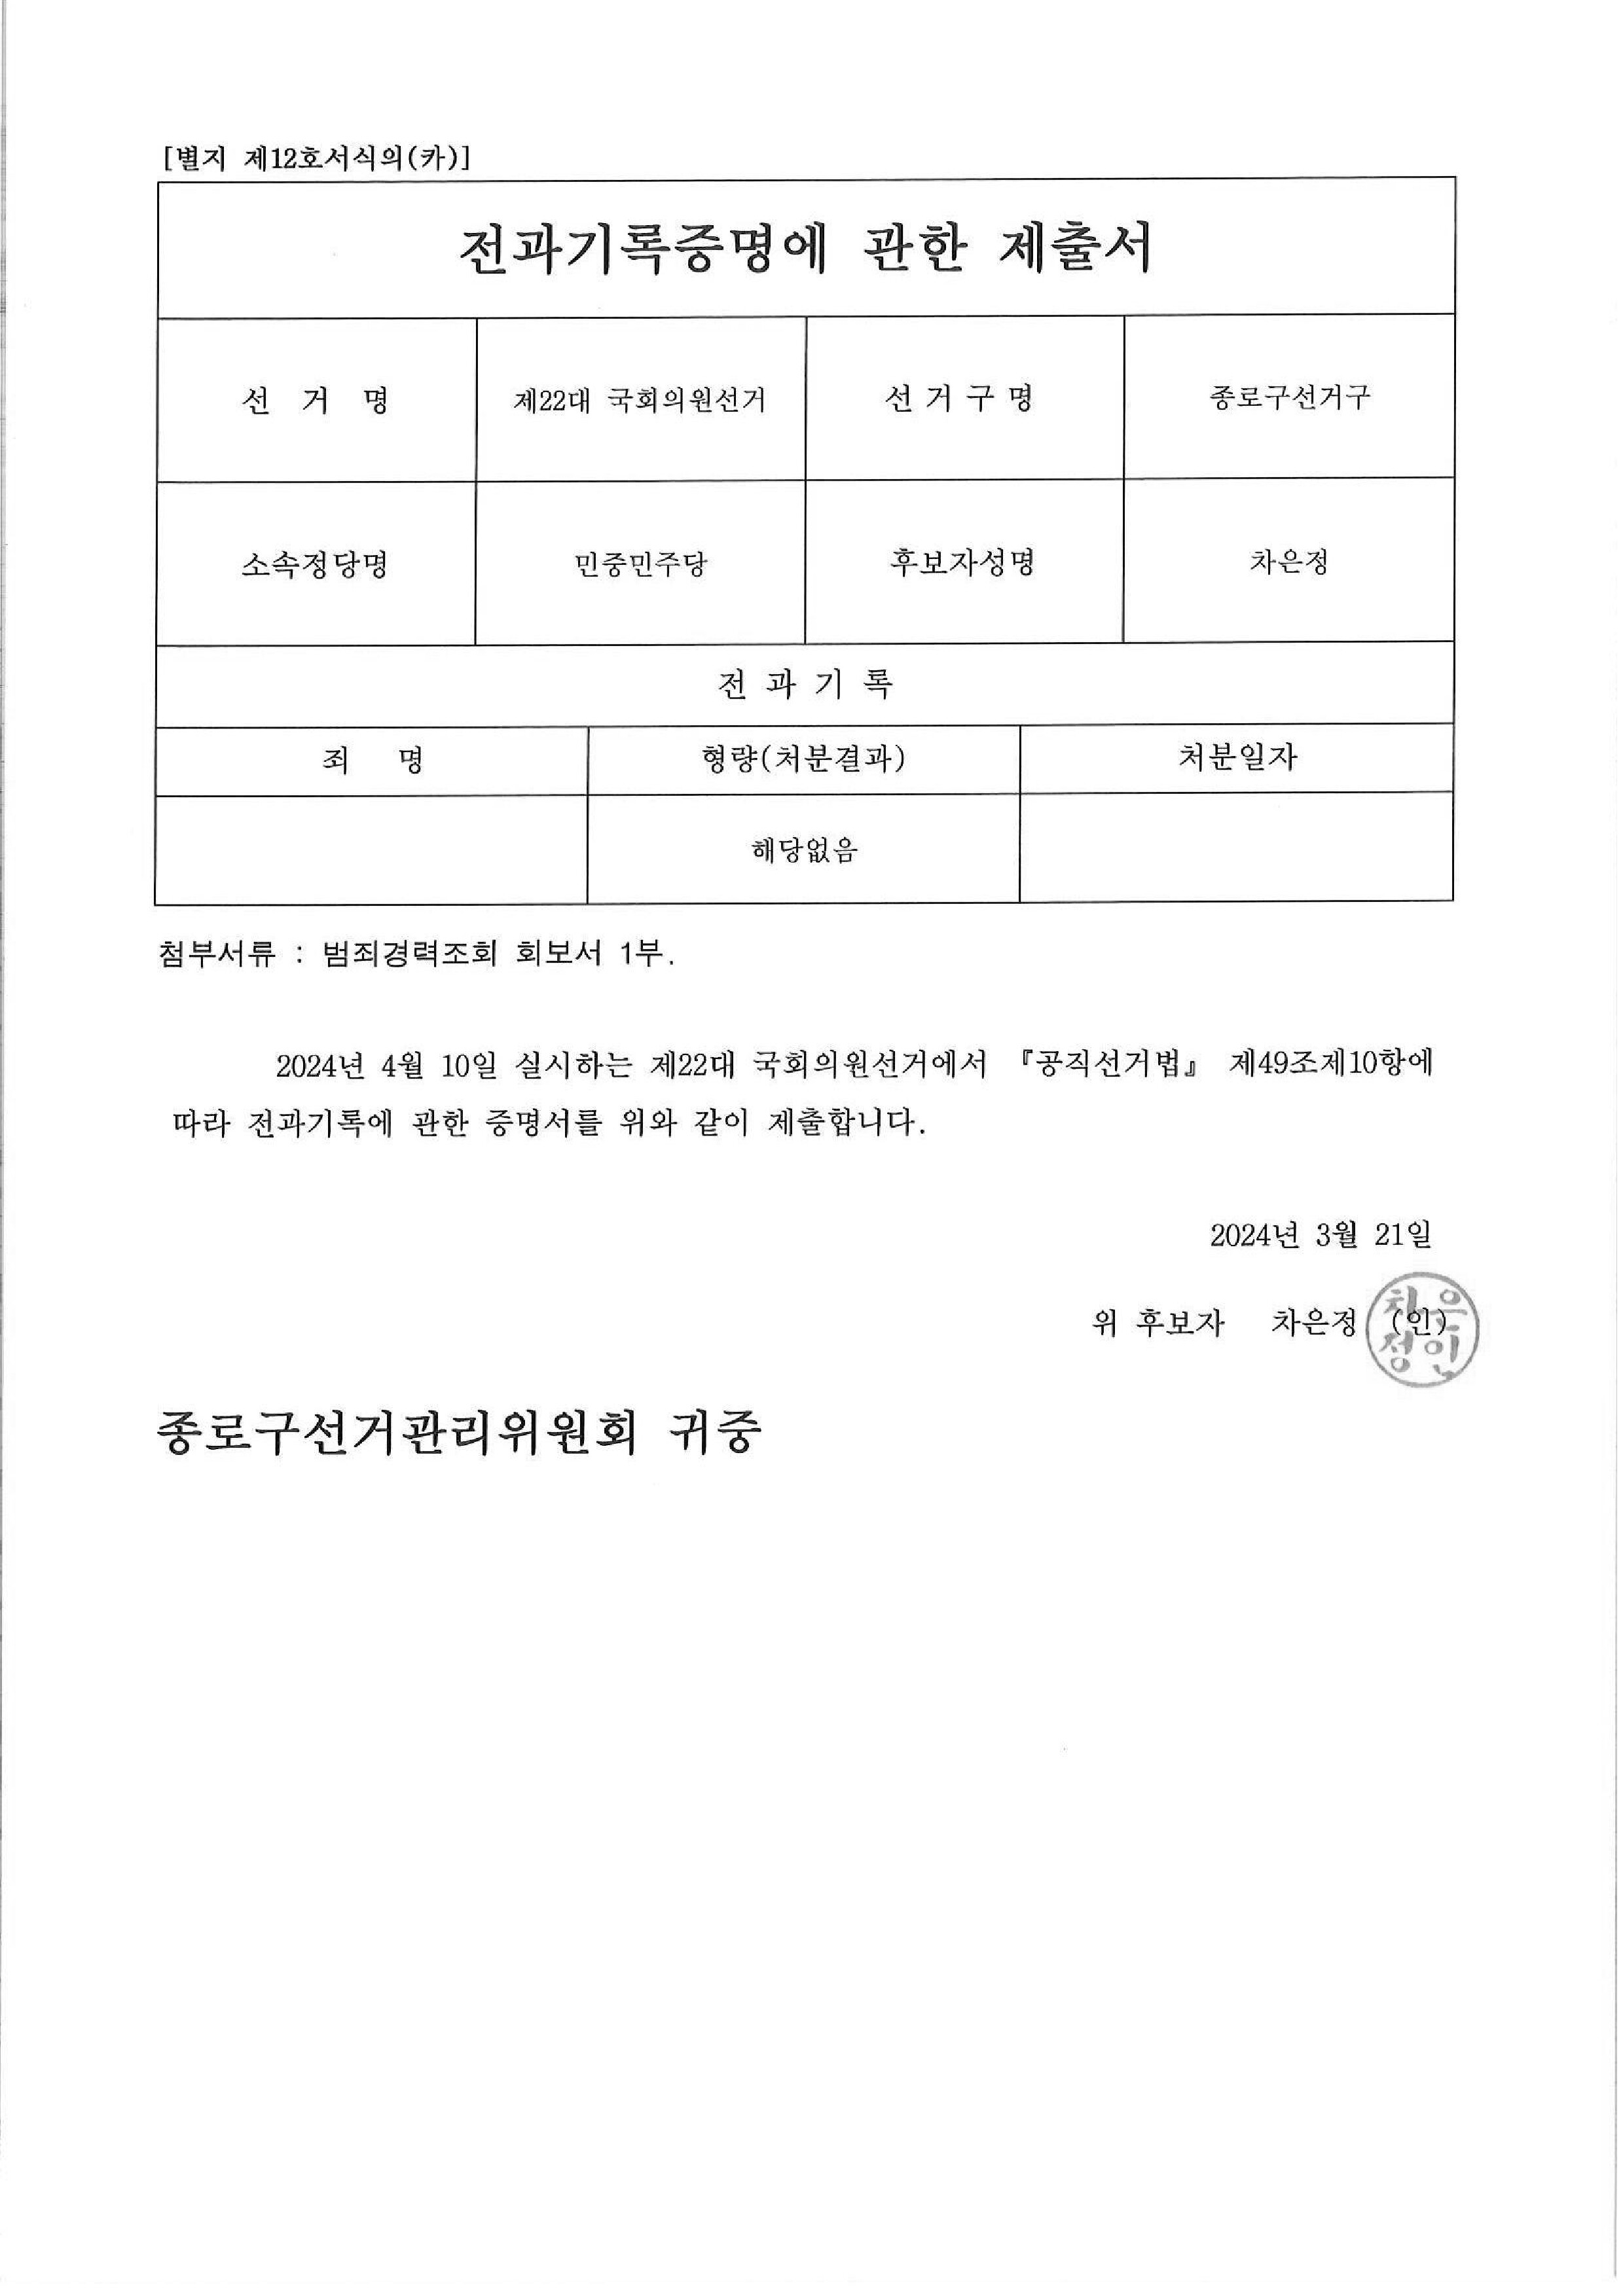 [별지 제12호서식의(카)]
전과기록증명에 관한 제출서
선 거 명 제22대 국회의원선거 선거구명 종로구선거구
소속정당명 민중민주당 후보자성명 차은정
전 과 기 록
죄 명 형량(처분결과) 처분일자
해당없음
첨부서류 : 범죄경력조회 회보서 1부.
2024년 4월 10일 실시하는 제22대 국회의원선거에서 『공직선거법』 제49조제10항에
따라 전과기록에 관한 증명서를 위와 같이 제출합니다.
2024년 3월 21일
위 후보자 차은정 (인)
차은
정인
종로구선거관리위원회 귀중